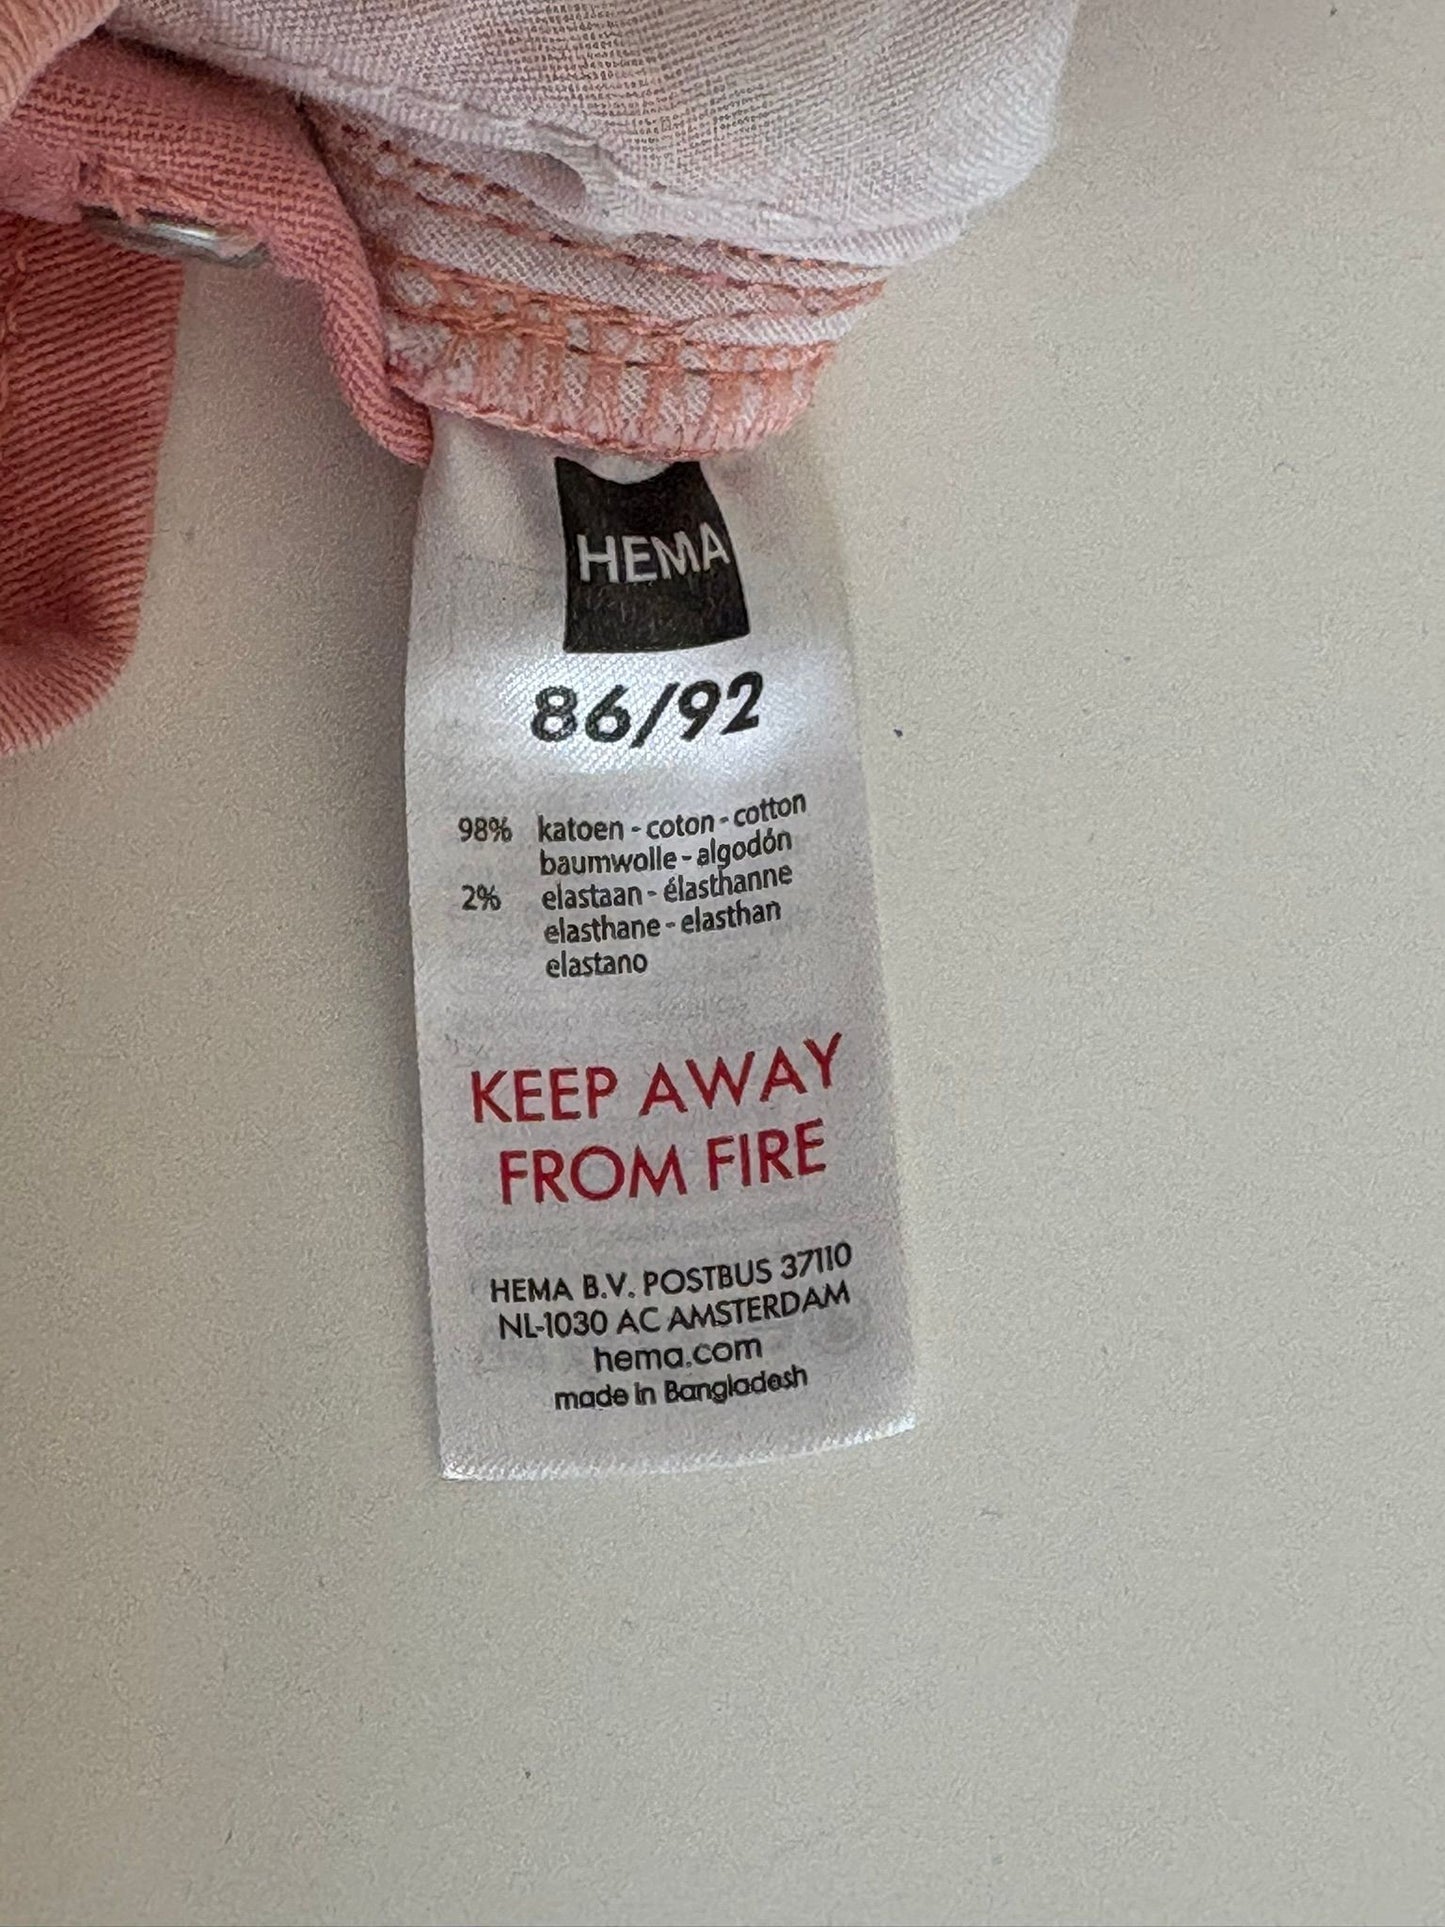 HEMA
86/92
98% katoen - coton - cotton
baumwolle - algodón
2% elastaan - élasthanne
elasthane - elasthan
elastano
KEEP AWAY
FROM FIRE
HEMA B.V. POSTBUS 37110
NL-1030 AC AMSTERDAM
hema.com
made in Bangladesh